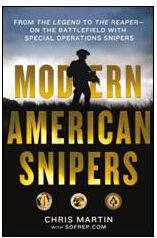 FROM THE LEGEND TO THE REAPER—
ON THE BATTLEFIELD WITH
SPECIAL OPERATIONS SNIPERS
MODERN
AMERICAN
SNIPERS
CHRIS MARTIN
WITH SOFREP.COM